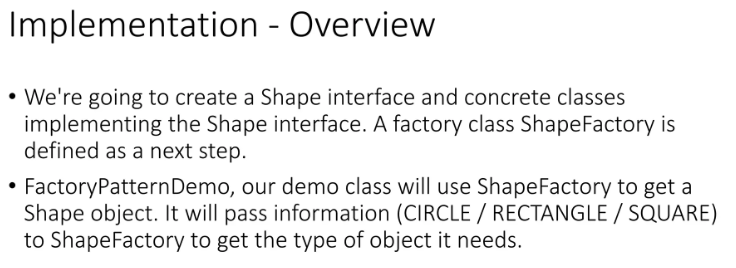 Implementation - Overview
• We're going to create a Shape interface and concrete classes
implementing the Shape interface. A factory class ShapeFactory is
defined as a next step.
• FactoryPatternDemo, our demo class will use ShapeFactory to get a
Shape object. It will pass information (CIRCLE / RECTANGLE / SQUARE)
to ShapeFactory to get the type of object it needs.